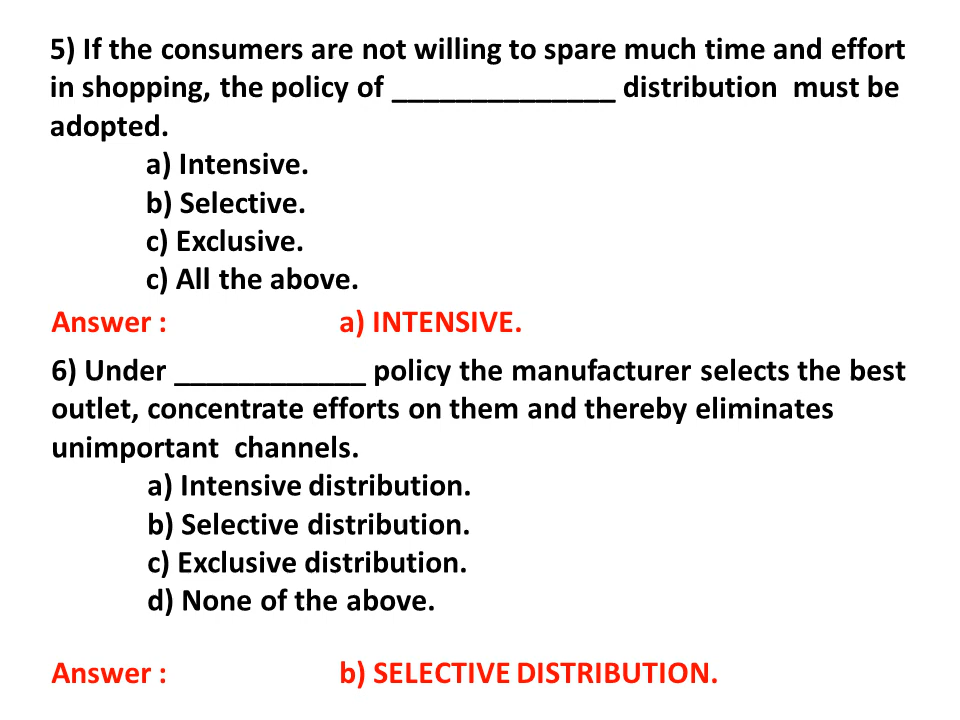 5) If the consumers are not willing to spare much time and effort
in shopping, the policy of ______________ distribution  must be
adopted.
a) Intensive.
b) Selective.
c) Exclusive.
c) All the above.
Answer : a) INTENSIVE.
6) Under ____________ policy the manufacturer selects the best
outlet, concentrate efforts on them and thereby eliminates
unimportant  channels.
a) Intensive distribution.
b) Selective distribution.
c) Exclusive distribution.
d) None of the above.
Answer : b) SELECTIVE DISTRIBUTION.